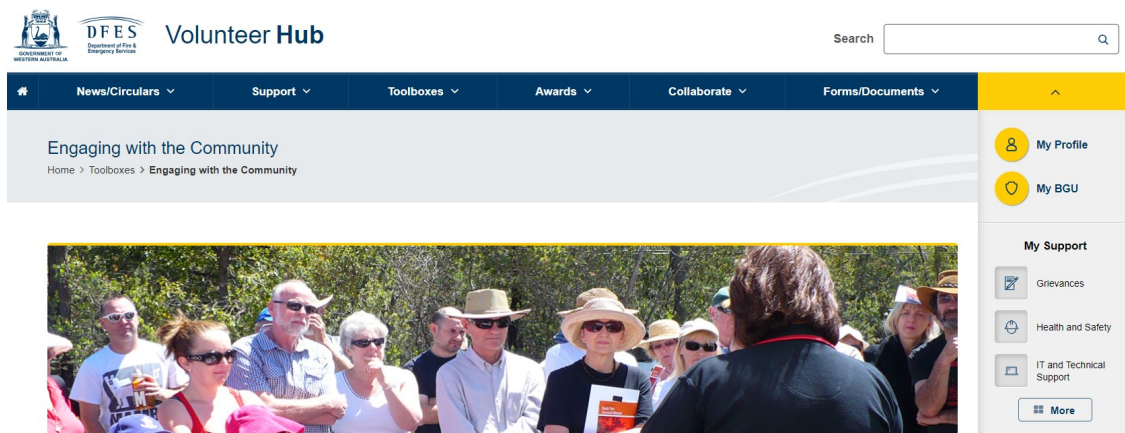 GOVERNMENT OF
WESTERN AUSTRALIA
DFES
Department of Fire &
Emergency Services
Volunteer Hub
Search
News/Circulars
Support
Toolboxes
Awards
Collaborate
Forms/Documents
Engaging with the Community
Home > Toolboxes > Engaging with the Community
My Profile
My BGU
My Support
Grievances
Health and Safety
IT and Technical
Support
More